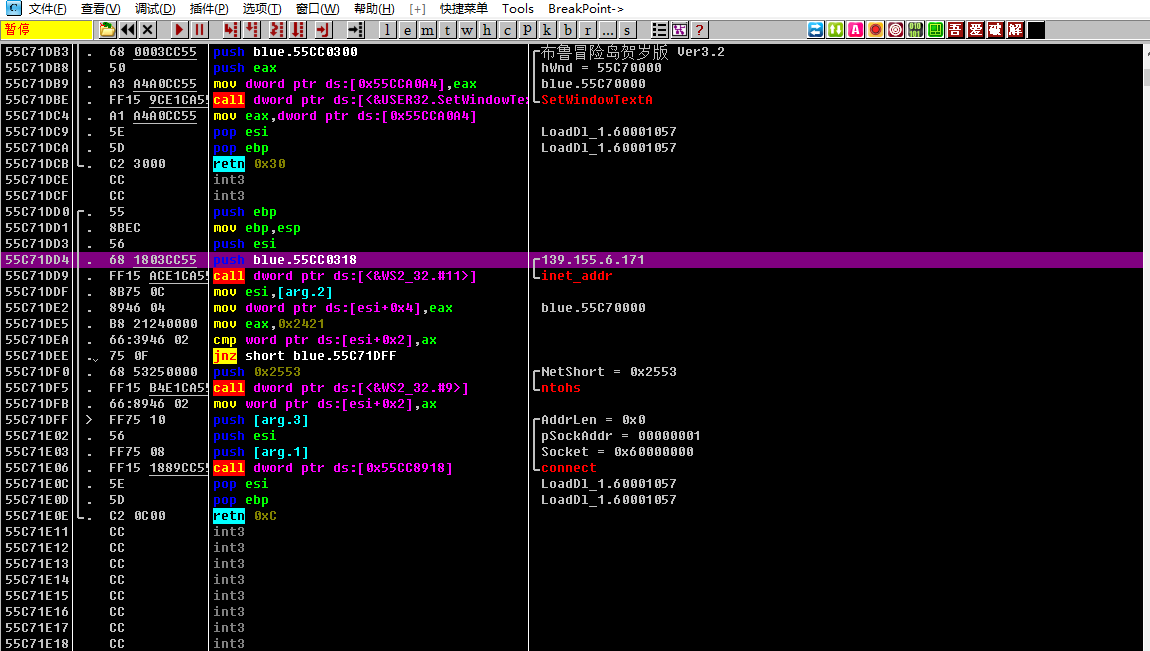 文件(F) 查看(V) 调试(D) 插件(P) 选项(T) 窗口(W) 帮助(H) [+] 快捷菜单 Tools BreakPoint->
暂停 l e m t w h c p k b r ... s ? A 吾 爱 破 解
55C71DB3 . 68 0003CC55 push blue.55CC0300 布鲁冒险岛贺岁版 Ver3.2
55C71DB8 . 50 push eax hWnd = 55C70000
55C71DB9 . A3 A4A0CC55 mov dword ptr ds:[0x55CCA0A4],eax blue.55C70000
55C71DBE . FF15 9CE1CA55 call dword ptr ds:[<&USER32.SetWindowTe: SetWindowTextA
55C71DC4 . A1 A4A0CC55 mov eax,dword ptr ds:[0x55CCA0A4]
55C71DC9 . 5E pop esi LoadDl_1.60001057
55C71DCA . 5D pop ebp LoadDl_1.60001057
55C71DCB . C2 3000 retn 0x30
55C71DCE CC int3
55C71DCF CC int3
55C71DD0 . 55 push ebp
55C71DD1 . 8BEC mov ebp,esp
55C71DD3 . 56 push esi
55C71DD4 . 68 1803CC55 push blue.55CC0318 139.155.6.171
55C71DD9 . FF15 ACE1CA55 call dword ptr ds:[<&WS2_32.#11>] inet_addr
55C71DDF . 8B75 0C mov esi,[arg.2]
55C71DE2 . 8946 04 mov dword ptr ds:[esi+0x4],eax blue.55C70000
55C71DE5 . B8 21240000 mov eax,0x2421
55C71DEA . 66:3946 02 cmp word ptr ds:[esi+0x2],ax
55C71DEE . 75 0F jnz short blue.55C71DFF
55C71DF0 . 68 53250000 push 0x2553 NetShort = 0x2553
55C71DF5 . FF15 B4E1CA55 call dword ptr ds:[<&WS2_32.#9>] ntohs
55C71DFB . 66:8946 02 mov word ptr ds:[esi+0x2],ax
55C71DFF > FF75 10 push [arg.3] AddrLen = 0x0
55C71E02 . 56 push esi pSockAddr = 00000001
55C71E03 . FF75 08 push [arg.1] Socket = 0x60000000
55C71E06 . FF15 1889CC55 call dword ptr ds:[0x55CC8918] connect
55C71E0C . 5E pop esi LoadDl_1.60001057
55C71E0D . 5D pop ebp LoadDl_1.60001057
55C71E0E . C2 0C00 retn 0xC
55C71E11 CC int3
55C71E12 CC int3
55C71E13 CC int3
55C71E14 CC int3
55C71E15 CC int3
55C71E16 CC int3
55C71E17 CC int3
55C71E18 CC int3